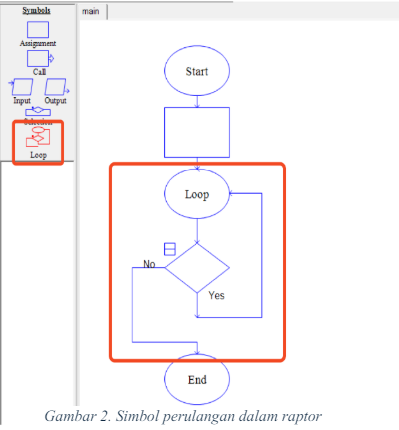 Symbols
main
Assignment
Call
Input Output
Selection
Loop
Start
Loop
No
Yes
End
Gambar 2. Simbol perulangan dalam raptor